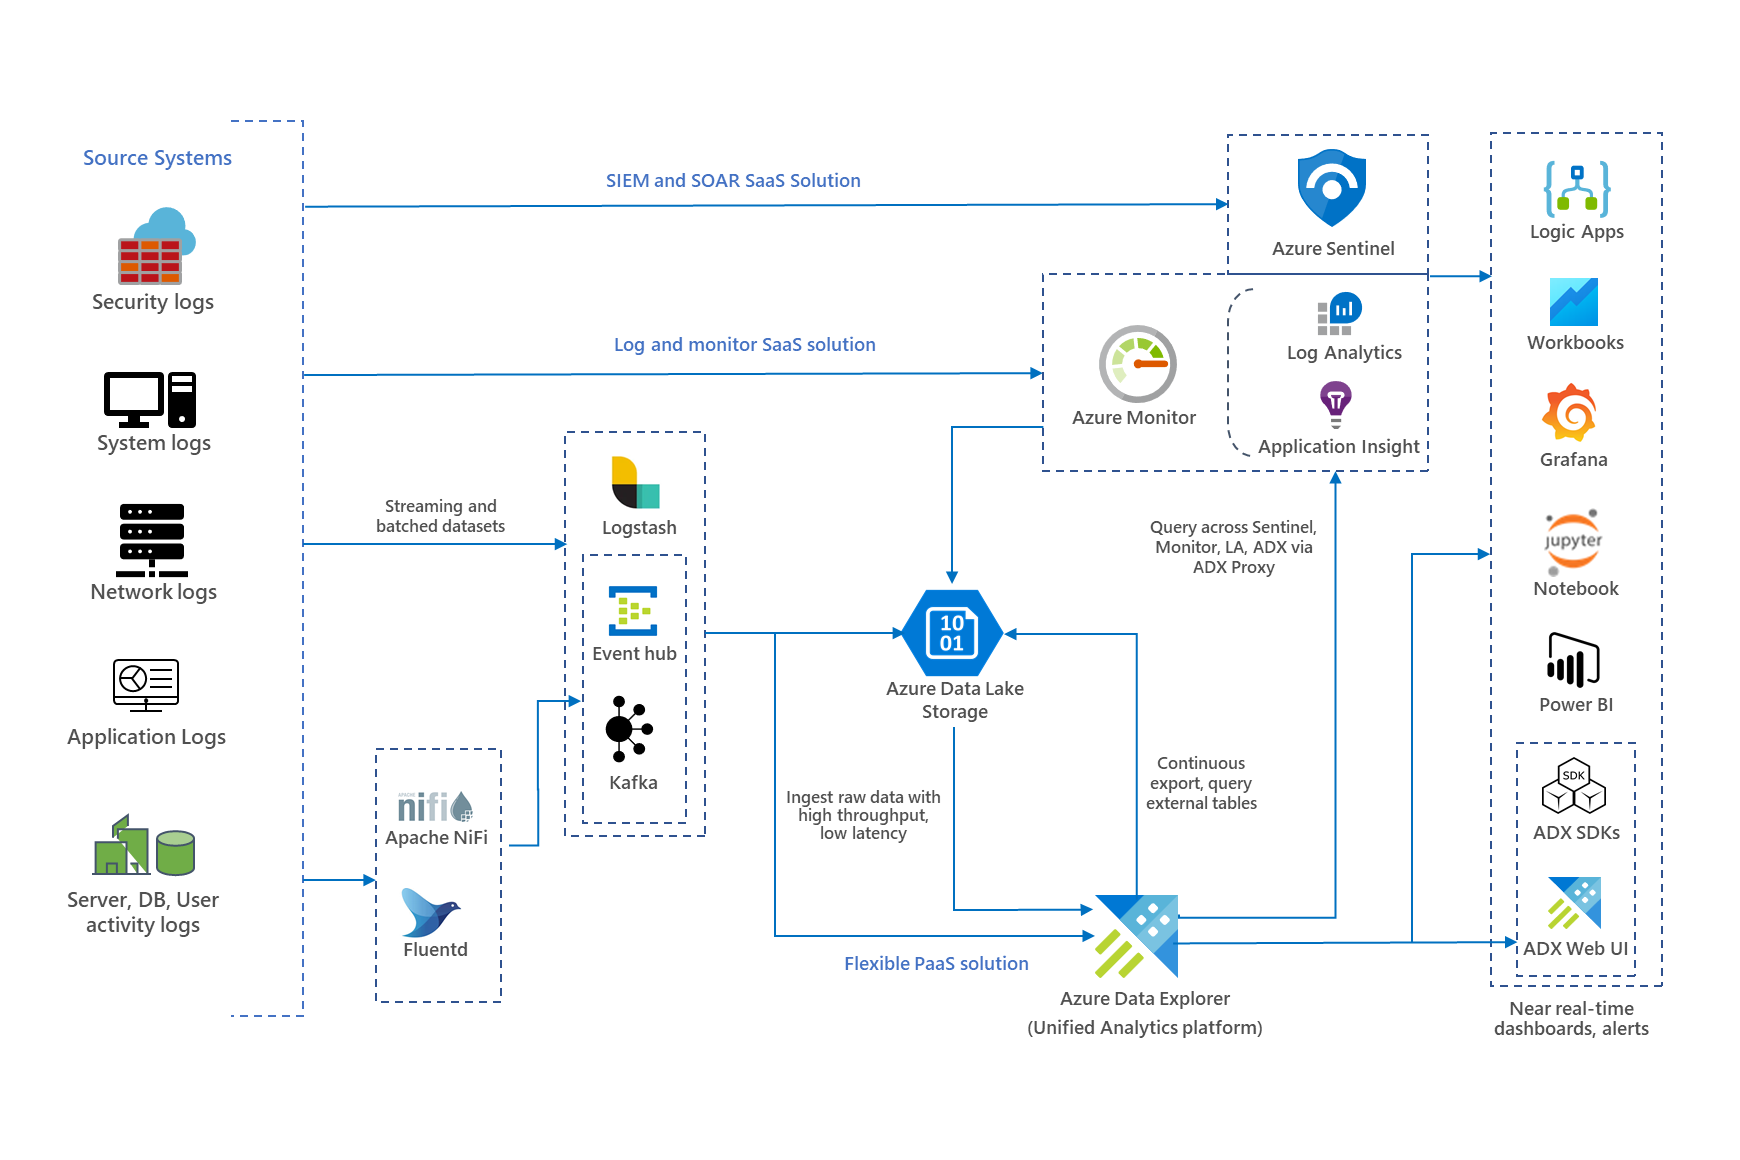 Source Systems
Security logs
System logs
Network logs
Application Logs
Server, DB, User
activity logs
SIEM and SOAR SaaS Solution
Log and monitor SaaS solution
Streaming and
batched datasets
APACHE
nifi
Apache NiFi
Fluentd
Logstash
Event hub
Kafka
10
01
Azure Data Lake
Storage
Ingest raw data with
high throughput,
low latency
Flexible PaaS solution
Continuous
export, query
external tables
Azure Data Explorer
(Unified Analytics platform)
Query across Sentinel,
Monitor, LA, ADX via
ADX Proxy
Azure Sentinel
Azure Monitor
Log Analytics
Application Insight
Logic Apps
Workbooks
Grafana
jupyter
Notebook
Power BI
SDK
ADX SDKs
ADX Web UI
Near real-time
dashboards, alerts